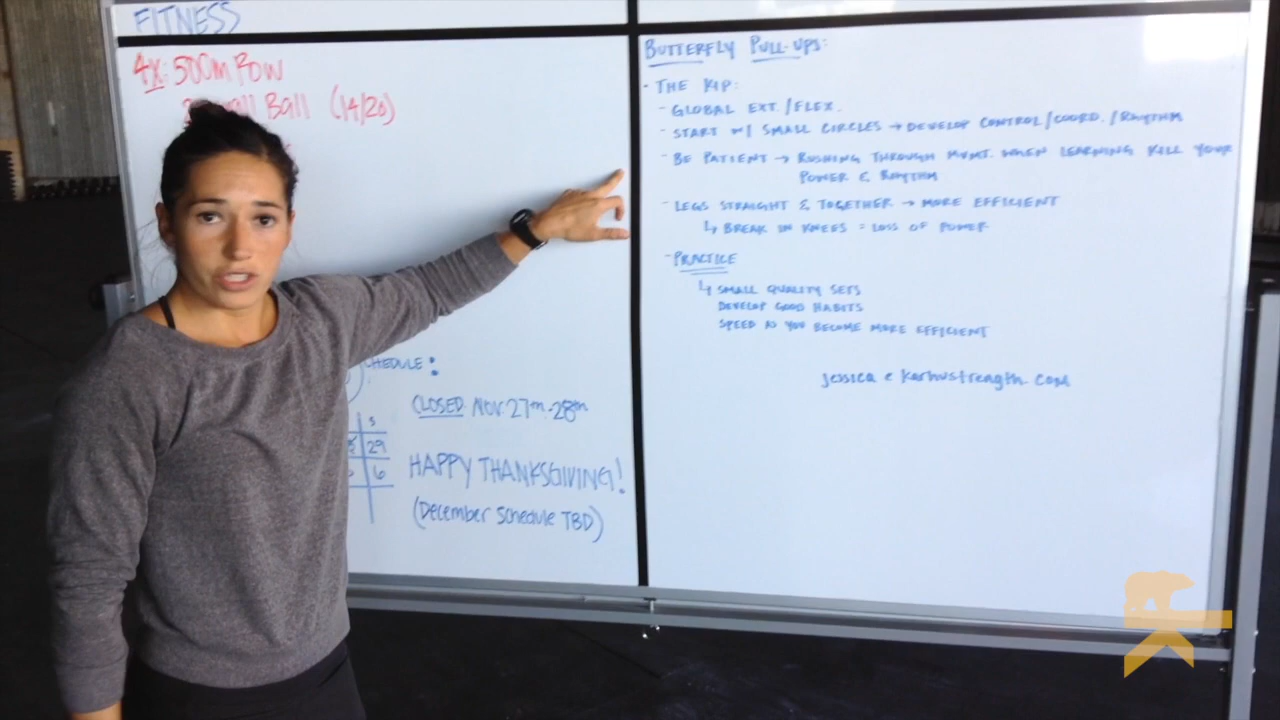 FITNESS
4x: 500m Row
Ball (14/20)
CHEDULE:
CLOSED Nov. 27th-28th
S
29
6
HAPPY THANKSGIVING!
(December Schedule TBD)
BUTTERFLY PULL-UPS:
· THE KIP:
- GLOBAL EXT. / FLEX.
- START W/ SMALL CIRCLES → DEVELOP CONTROL/COORD./RHYTHM
- BE PATIENT → RUSHING THROUGH MVMT. WHEN LEARNING KILL YOUR
POWER & RHYTHM
- LEGS STRAIGHT & TOGETHER → MORE EFFICIENT
↳ BREAK IN KNEES = LOSS OF POWER
- PRACTICE
↳ SMALL QUALITY SETS
DEVELOP GOOD HABITS
SPEED AS YOU BECOME MORE EFFICIENT
jessica @ karhustrength.com